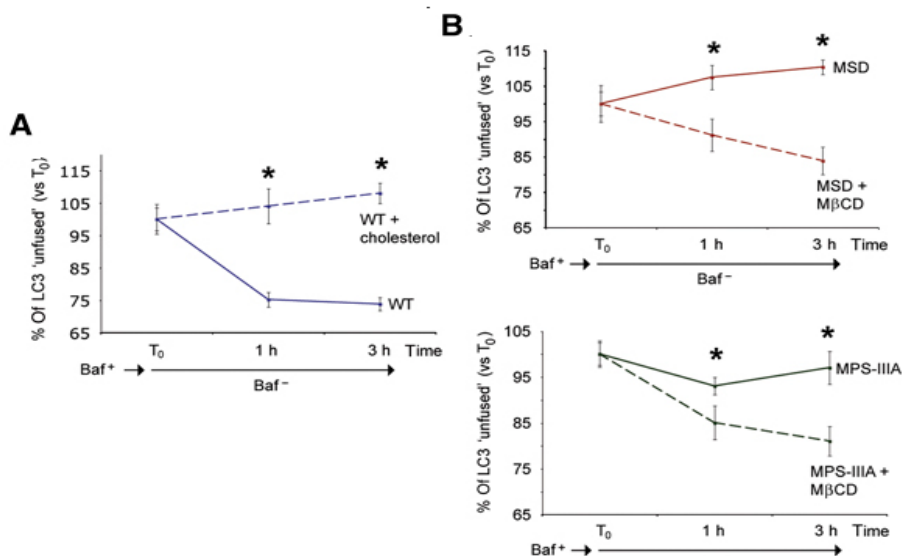 A
% Of LC3 'unfused' (vs T₀)
115
105
95
85
75
65
*
*
WT +
cholesterol
WT
T₀
1 h
3 h
Time
Baf⁺
Baf⁻
B
% Of LC3 'unfused' (vs T₀)
115
105
95
85
75
65
*
*
MSD
MSD +
MβCD
T₀
1 h
3 h
Time
Baf⁺
Baf⁻
% Of LC3 'unfused' (vs T₀)
105
95
85
75
65
*
*
MPS-IIIA
MPS-IIIA +
MβCD
T₀
1 h
3 h
Time
Baf⁺